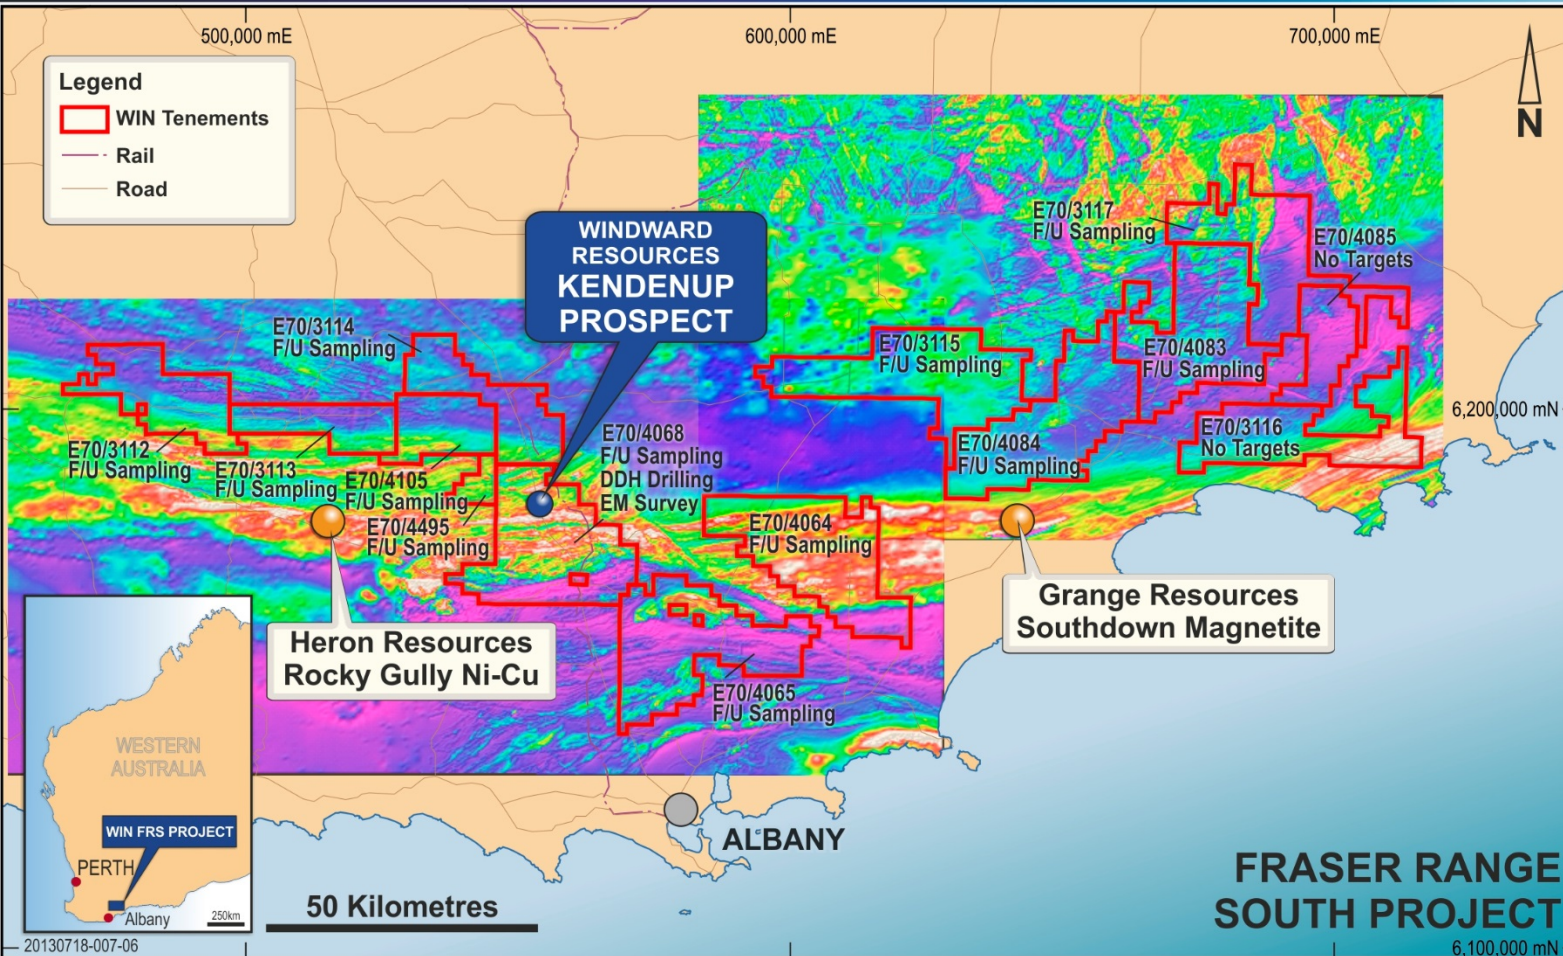 500,000 mE
600,000 mE
700,000 mE
N
Legend
WIN Tenements
Rail
Road
WINDWARD
RESOURCES
KENDENUP
PROSPECT
E70/3117
F/U Sampling
E70/4085
No Targets
E70/3114
F/U Sampling
E70/3115
F/U Sampling
E70/4083
F/U Sampling
6,200,000 mN
E70/3112
F/U Sampling
E70/3113
F/U Sampling
E70/4105
F/U Sampling
E70/4495
F/U Sampling
E70/4068
F/U Sampling
DDH Drilling
EM Survey
E70/4084
F/U Sampling
E70/3116
No Targets
E70/4064
F/U Sampling
Heron Resources
Rocky Gully Ni-Cu
Grange Resources
Southdown Magnetite
E70/4065
F/U Sampling
WESTERN
AUSTRALIA
WIN FRS PROJECT
PERTH
Albany
250km
ALBANY
50 Kilometres
FRASER RANGE
SOUTH PROJECT
20130718-007-06
6,100,000 mN